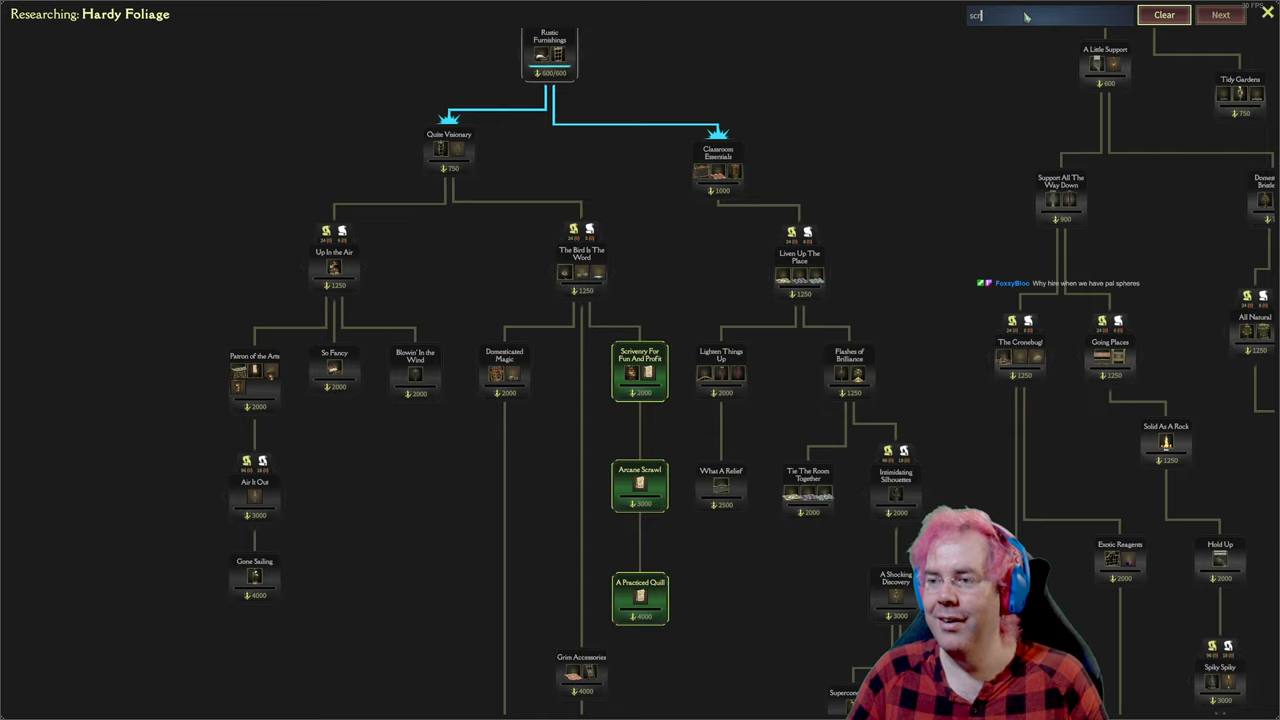 Researching: Hardy Foliage
scr
Clear
Next
30 FPS
Rustic
Furnishings
600/600
A Little Support
600
Tidy Gardens
750
Quite Visionary
750
Classroom
Essentials
1000
Support All The
Way Down
900
Up In the Air
1250
The Bird Is The
Word
1250
Liven Up The
Place
1250
FoxxyBloo Why hire when we have pal spheres
All Natural
1250
Patron of the Arts
2000
So Fancy
2000
Blowin' In the
Wind
2000
Domesticated
Magic
2000
Scrivenry For
Fun And Profit
2000
Lighten Things
Up
2000
Flashes of
Brilliance
1250
The Cronebug!
1250
Going Places
1250
Solid As A Rock
1250
Air It Out
3000
Arcane Scrawl
3000
What A Relief
2500
Tie The Room
Together
2000
Intimidating
Silhouettes
2000
Gone Sailing
4000
A Practiced Quill
4000
A Shocking
Discovery
3000
Exotic Reagents
2000
Hold Up
2000
Grim Accessories
4000
Spiky Spiky
3000